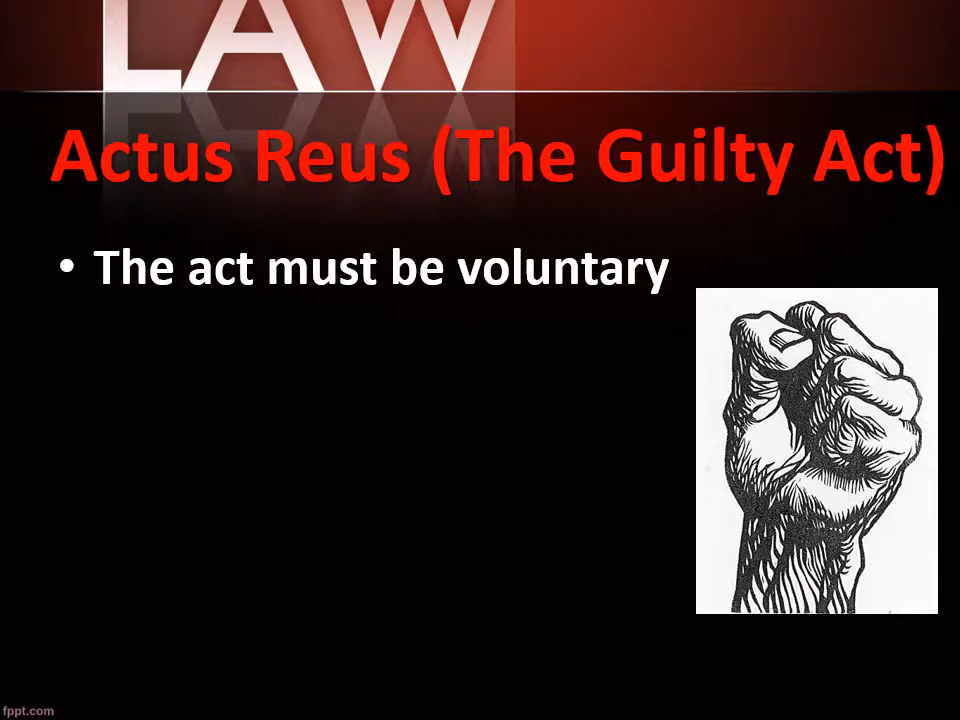 LAW
Actus Reus (The Guilty Act)
• The act must be voluntary
fppt.com